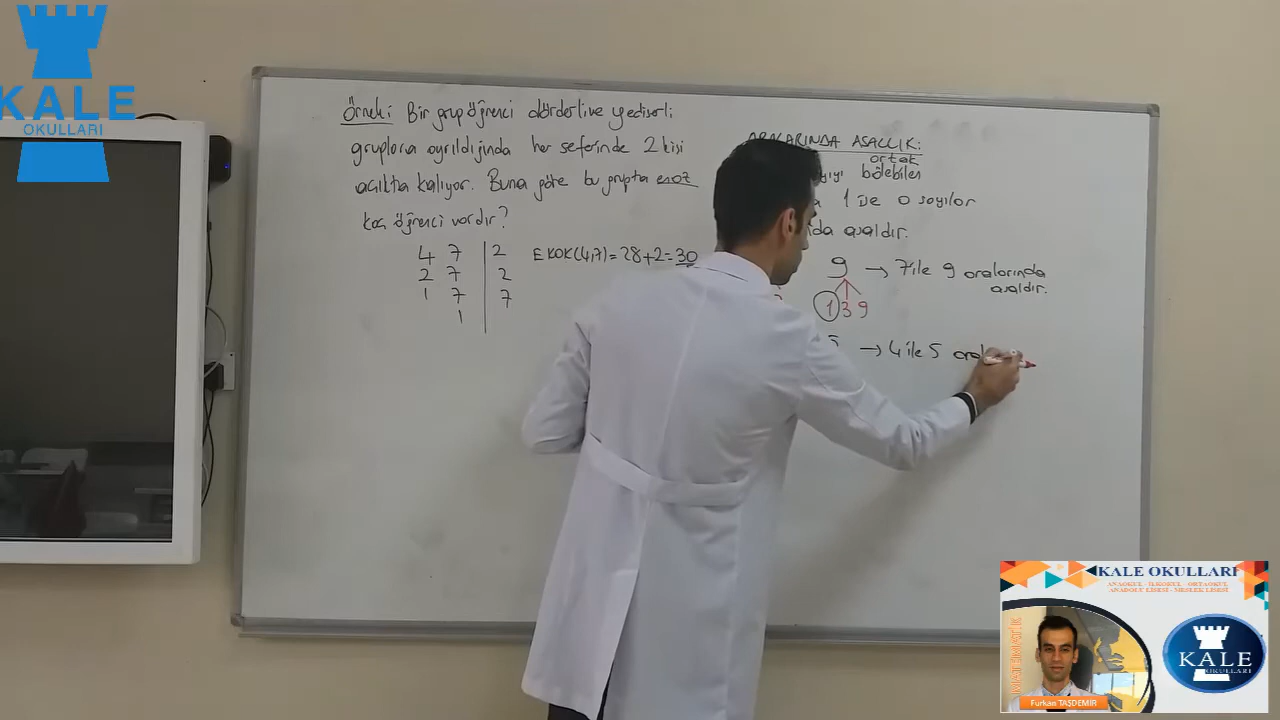 KALE
OKULLARI
Örnek: Bir grup öğrenci dörderli ve yedişerli
gruplara ayrıldığında her seferinde 2 kişi
açıkta kalıyor. Buna göre bu grupta en az
kaç öğrenci vardır?
4 7 2
2 7 2
1 7 7
1
EKOK(4,7)=28+2=30
ARALARINDA ASALLIK:
ortak
bölebilen
1 ile o sayılar
asaldır.
9 → 7 ile 9 aralarında
asaldır.
1 3 9
→ 4 ile 5
KALE OKULLARI
ANAOKUL - İLKOKUL - ORTAOKUL
ANADOLU LİSESİ - MESLEK LİSESİ
MATEMATİK
KALE
OKULLARI
Furkan TAŞDEMİR